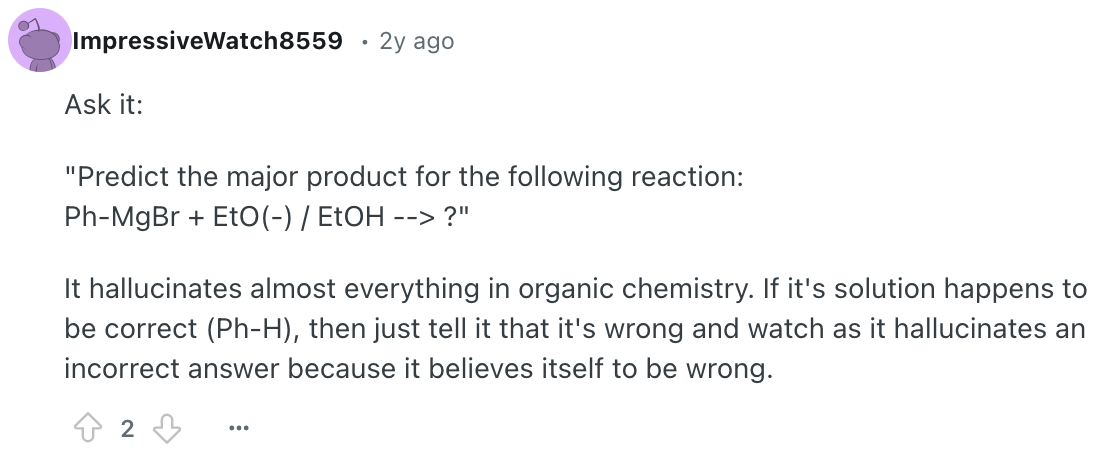 ImpressiveWatch8559 • 2y ago
Ask it:
"Predict the major product for the following reaction:
Ph-MgBr + EtO(-) / EtOH --> ?"
It hallucinates almost everything in organic chemistry. If it's solution happens to
be correct (Ph-H), then just tell it that it's wrong and watch as it hallucinates an
incorrect answer because it believes itself to be wrong.
2